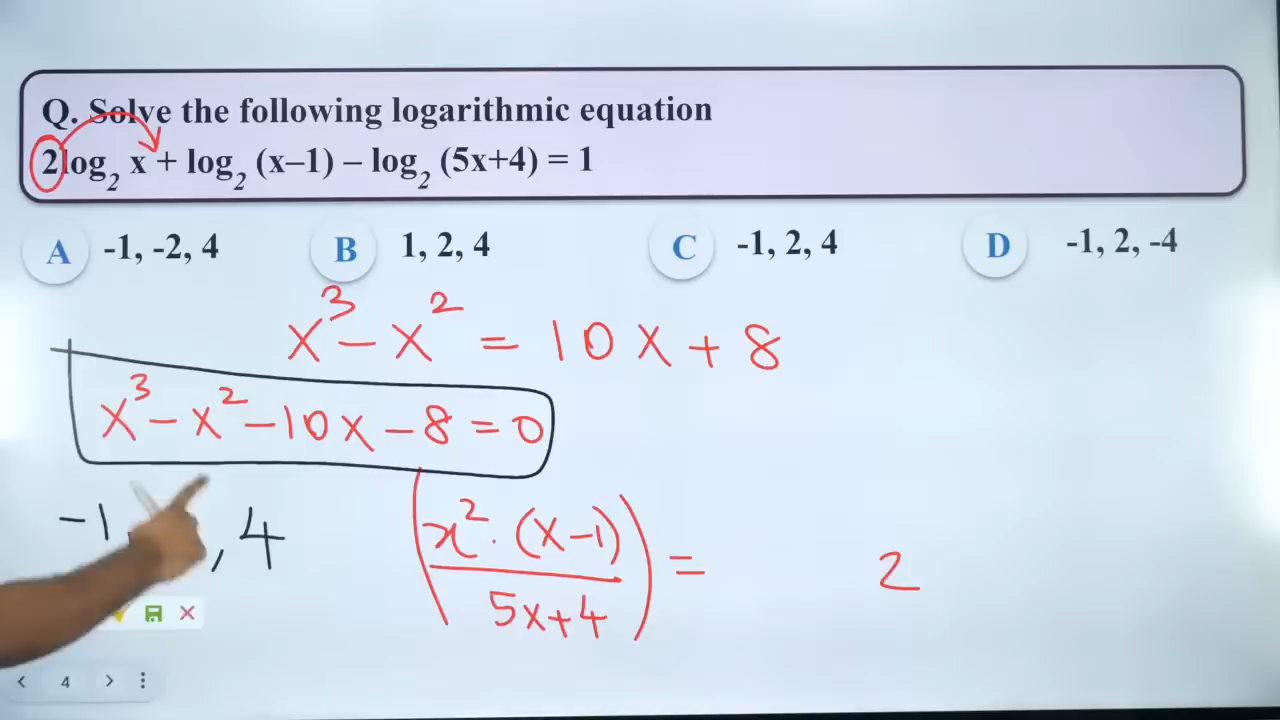 Q. Solve the following logarithmic equation
2log₂ x + log₂ (x–1) – log₂ (5x+4) = 1
A -1, -2, 4 B 1, 2, 4 C -1, 2, 4 D -1, 2, -4
x³ - x² = 10x + 8
x³ - x² - 10x - 8 = 0
-1, , 4
(x² · (x-1) / 5x+4) = 2
4